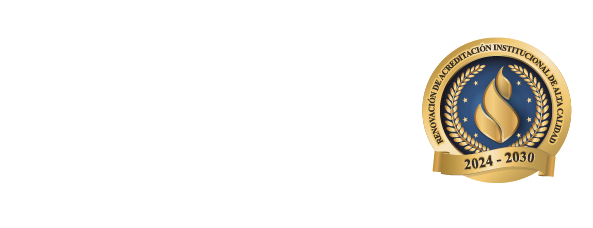 RENOVACIÓN DE ACREDITACIÓN INSTITUCIONAL DE ALTA CALIDAD
2024 - 2030